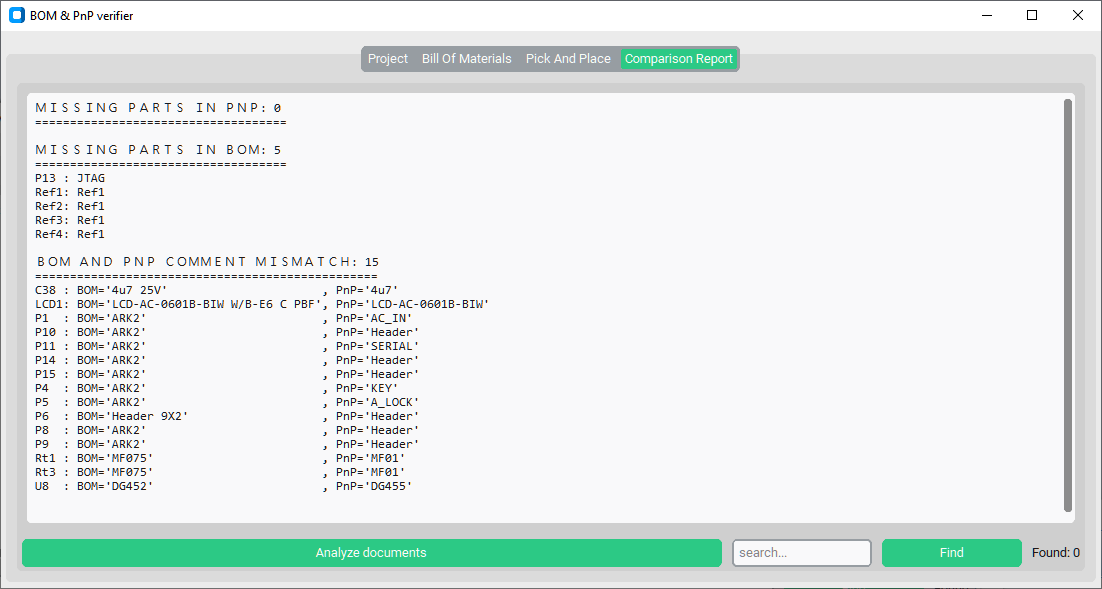 BOM & PnP verifier
Project Bill Of Materials Pick And Place Comparison Report
MISSING PARTS IN PNP: 0
====================================
MISSING PARTS IN BOM: 5
====================================
P13 : JTAG
Ref1: Ref1
Ref2: Ref1
Ref3: Ref1
Ref4: Ref1
BOM AND PNP COMMENT MISMATCH: 15
=================================================
C38 : BOM='4u7 25V'                      , PnP='4u7'
LCD1: BOM='LCD-AC-0601B-BIW W/B-E6 C PBF', PnP='LCD-AC-0601B-BIW'
P1  : BOM='ARK2'                         , PnP='AC_IN'
P10 : BOM='ARK2'                         , PnP='Header'
P11 : BOM='ARK2'                         , PnP='SERIAL'
P14 : BOM='ARK2'                         , PnP='Header'
P15 : BOM='ARK2'                         , PnP='Header'
P4  : BOM='ARK2'                         , PnP='KEY'
P5  : BOM='ARK2'                         , PnP='A_LOCK'
P6  : BOM='Header 9X2'                   , PnP='Header'
P8  : BOM='ARK2'                         , PnP='Header'
P9  : BOM='ARK2'                         , PnP='Header'
Rt1 : BOM='MF075'                        , PnP='MF01'
Rt3 : BOM='MF075'                        , PnP='MF01'
U8  : BOM='DG452'                        , PnP='DG455'
Analyze documents search... Find Found: 0